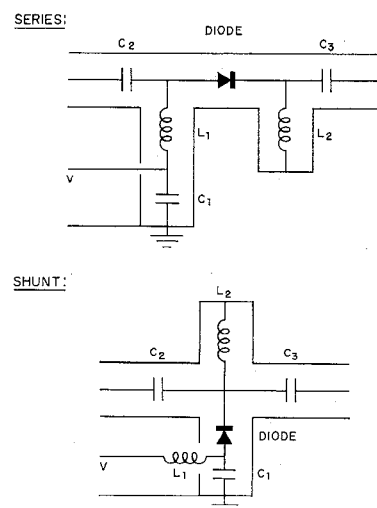 SERIES:
DIODE
C2 C3
L1 L2
V
C1
SHUNT:
L2
C2 C3
DIODE
V
L1 C1